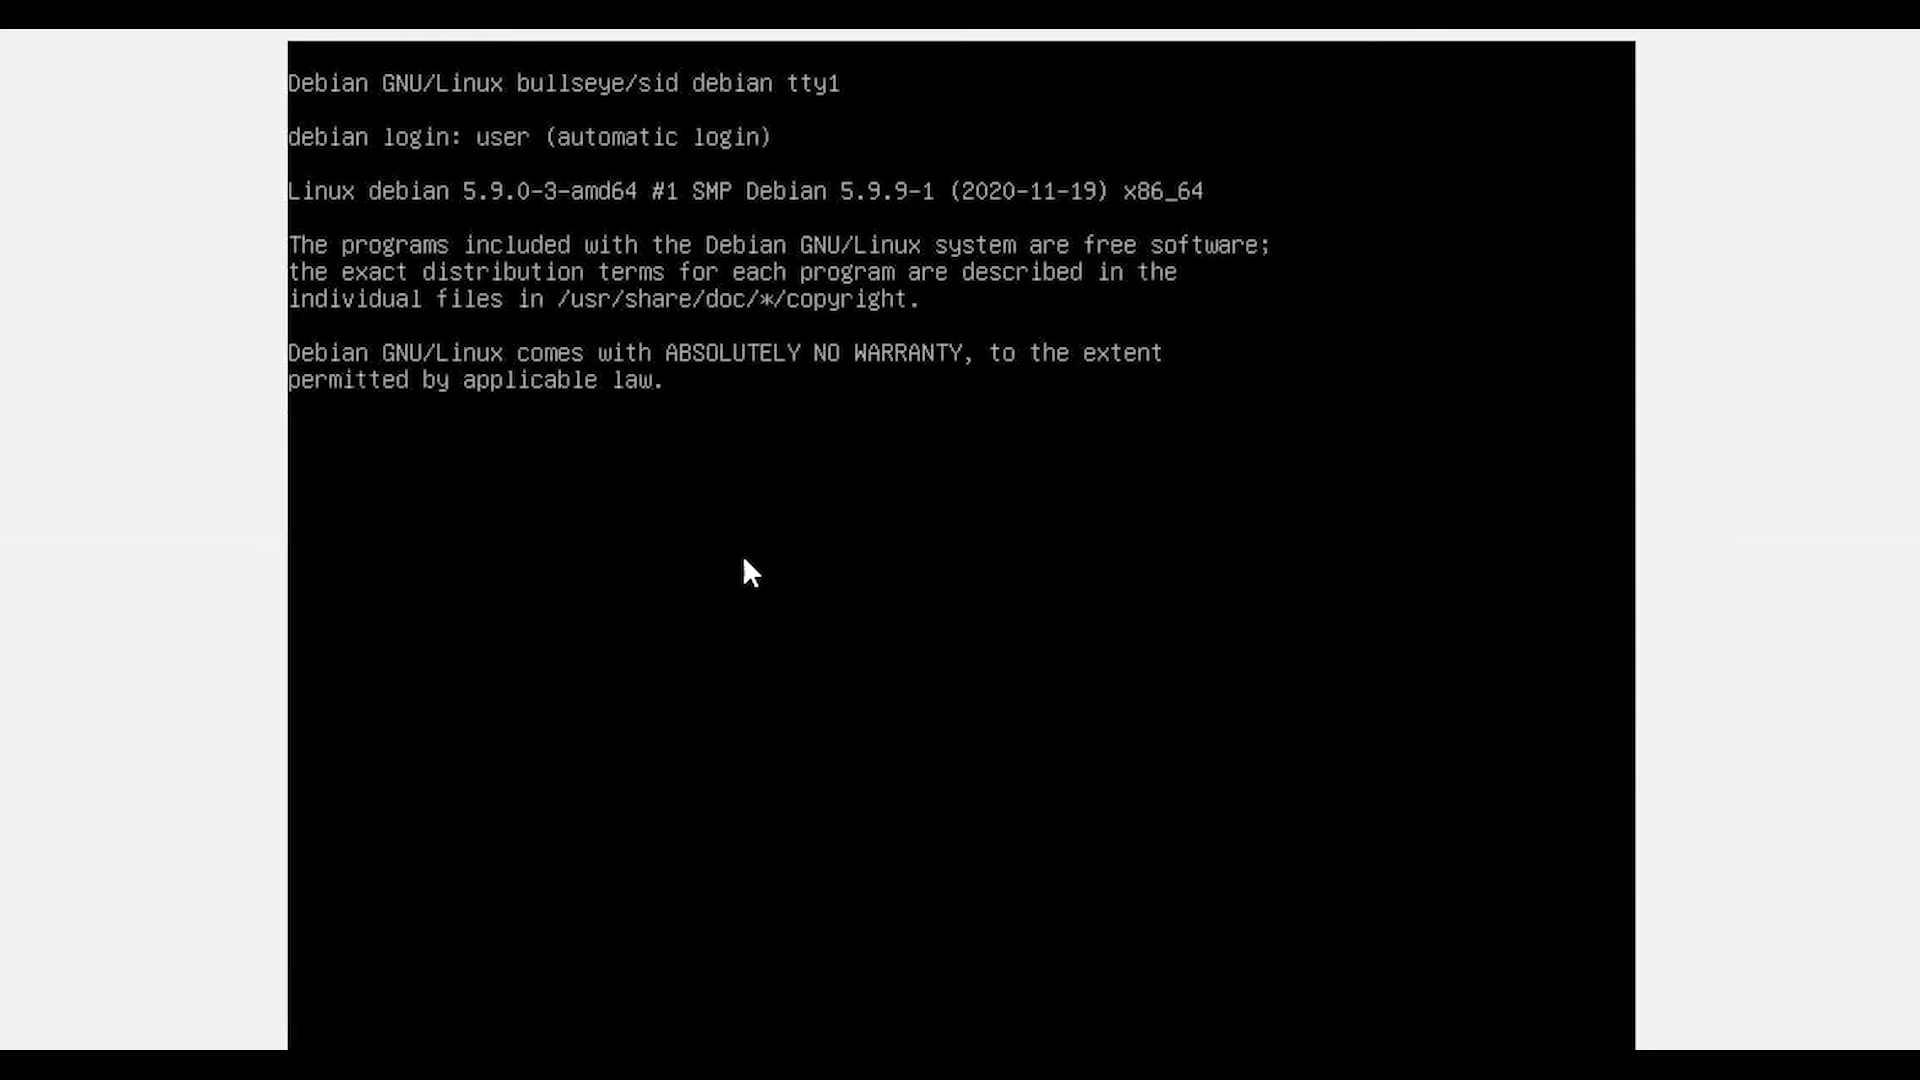 Debian GNU/Linux bullseye/sid debian tty1
debian login: user (automatic login)
Linux debian 5.9.0-3-amd64 #1 SMP Debian 5.9.9-1 (2020-11-19) x86_64
The programs included with the Debian GNU/Linux system are free software;
the exact distribution terms for each program are described in the
individual files in /usr/share/doc/*/copyright.
Debian GNU/Linux comes with ABSOLUTELY NO WARRANTY, to the extent
permitted by applicable law.